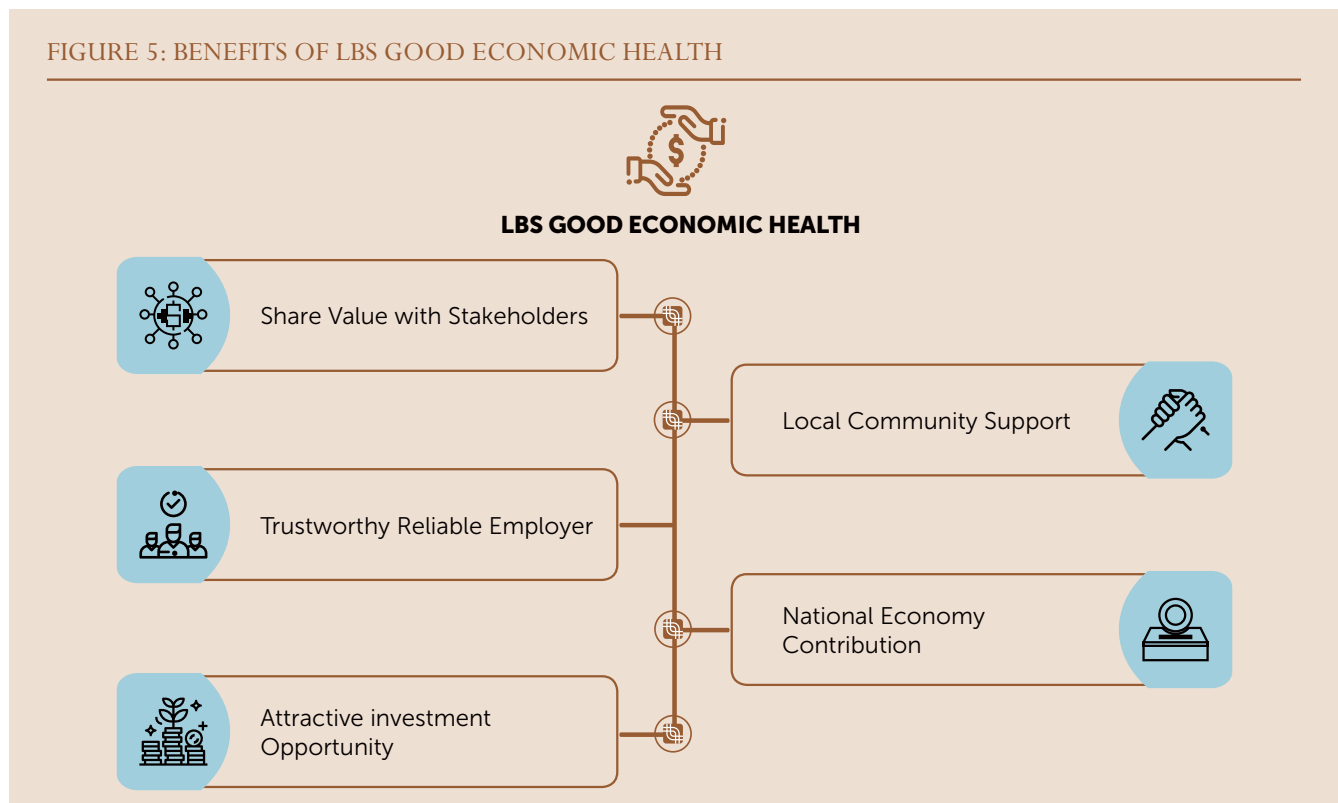 FIGURE 5: BENEFITS OF LBS GOOD ECONOMIC HEALTH
$
LBS GOOD ECONOMIC HEALTH
Share Value with Stakeholders
Local Community Support
Trustworthy Reliable Employer
National Economy
Contribution
Attractive investment
Opportunity